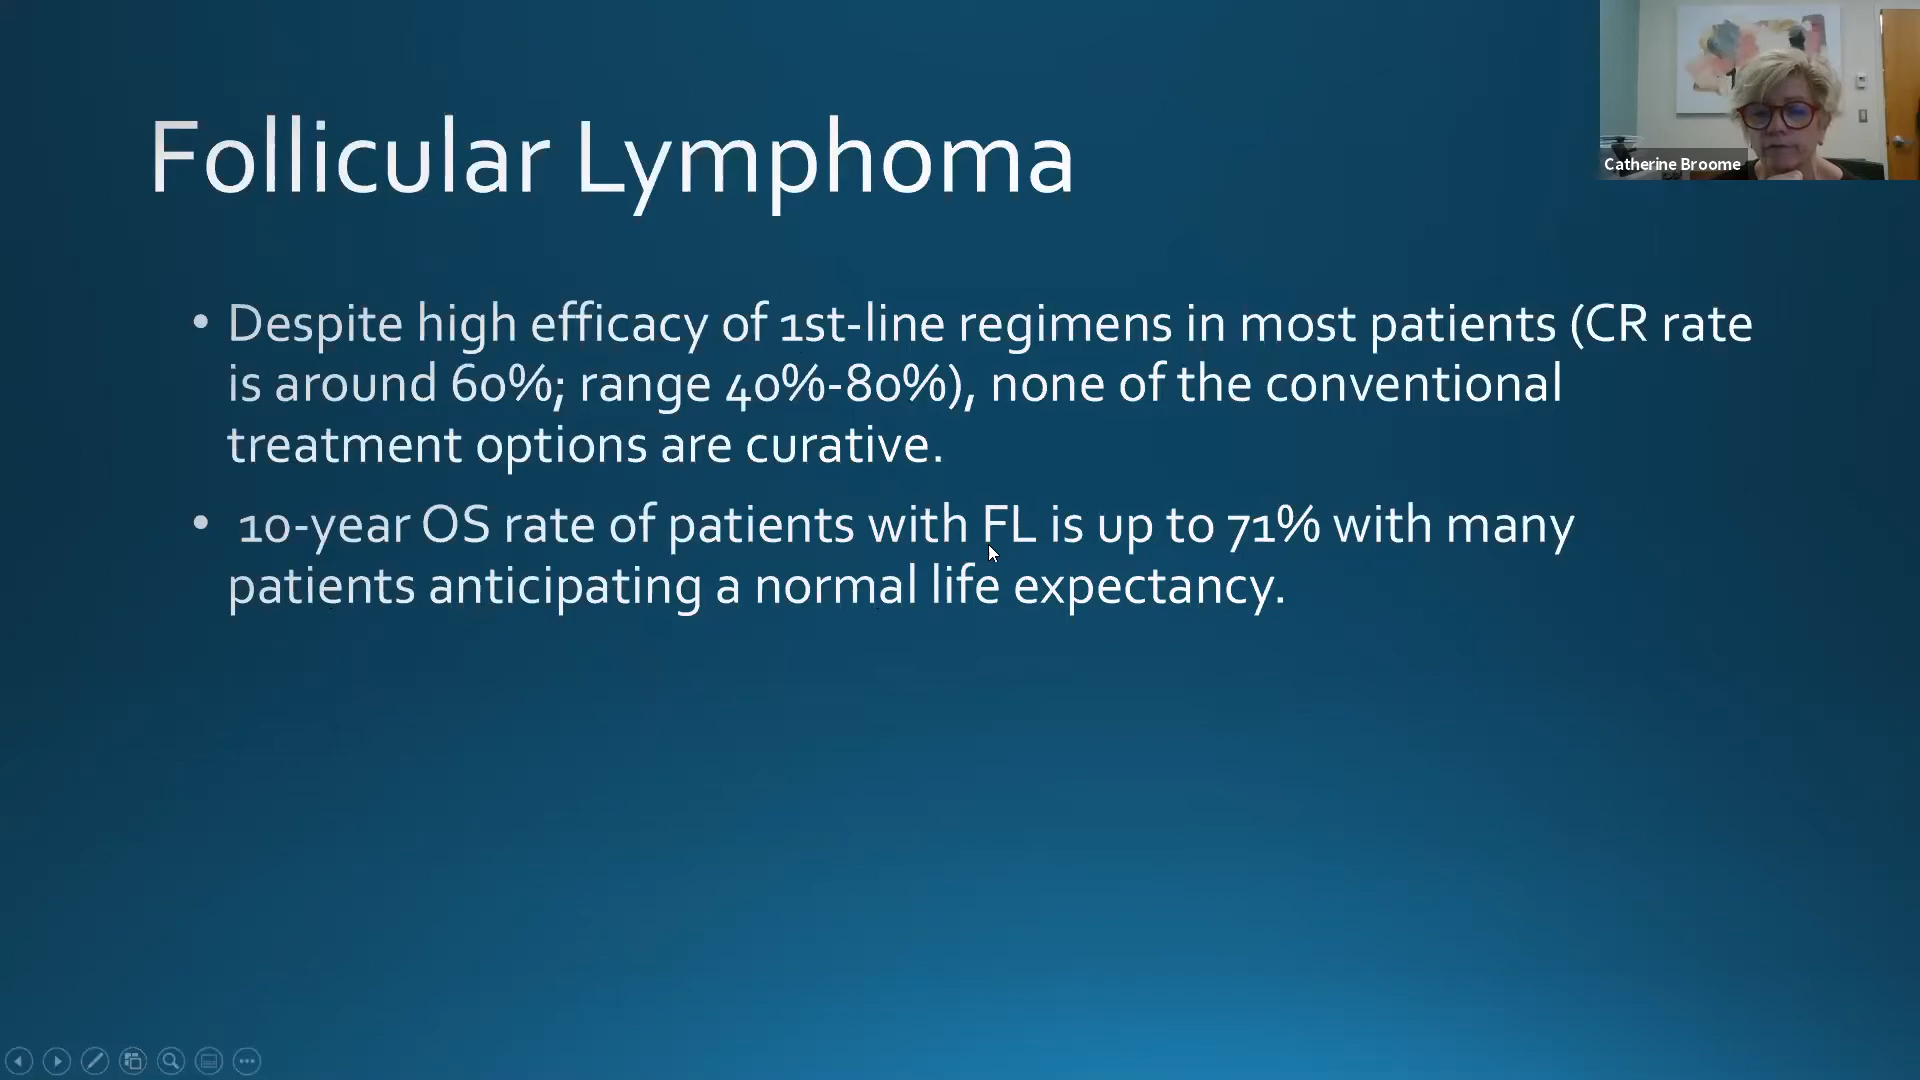 Follicular Lymphoma
Catherine Broome
• Despite high efficacy of 1st-line regimens in most patients (CR rate
is around 60%; range 40%-80%), none of the conventional
treatment options are curative.
• 10-year OS rate of patients with FL is up to 71% with many
patients anticipating a normal life expectancy.